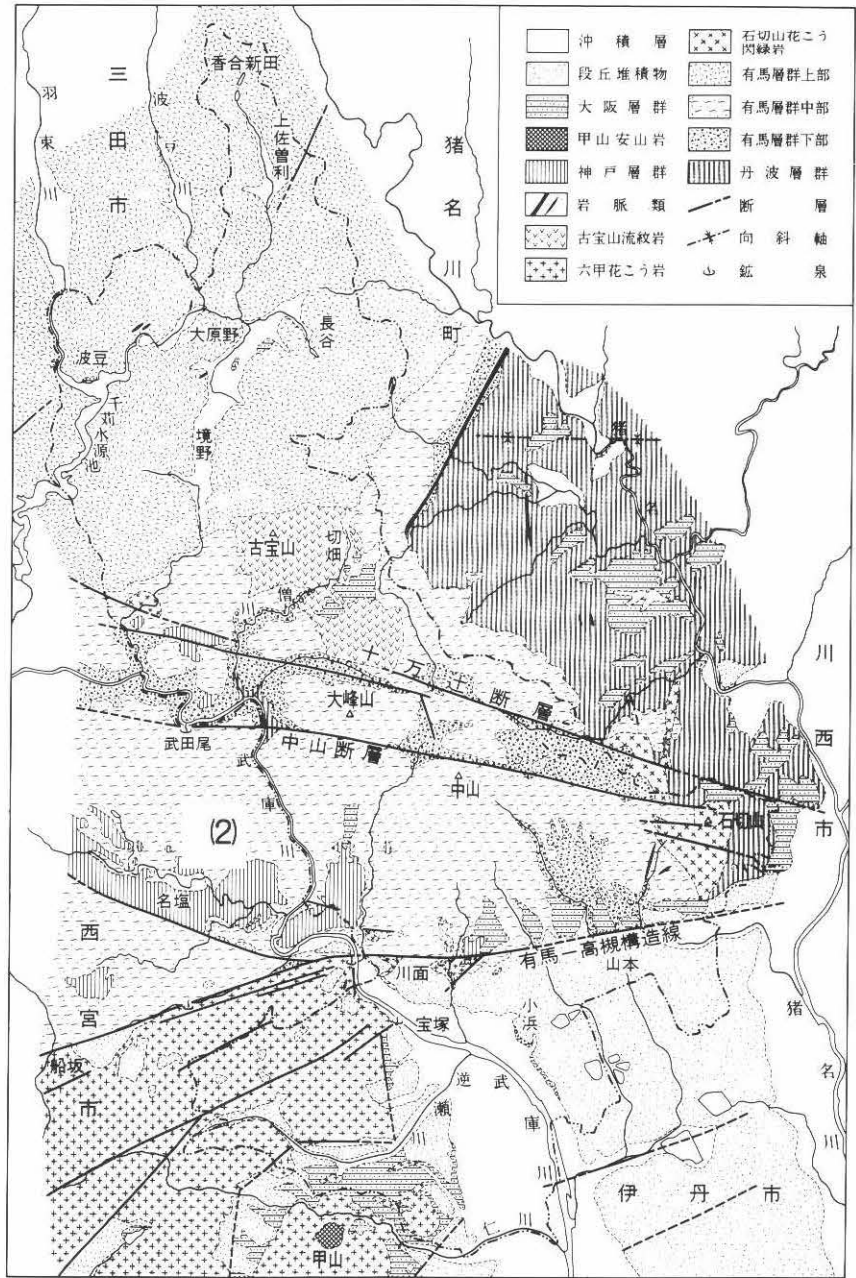 沖積層
段丘堆積物
大阪層群
甲山安山岩
神戸層群
岩脈類
古宝山流紋岩
六甲花こう岩
石切山花こう
閃緑岩
有馬層群上部
有馬層群中部
有馬層群下部
丹波層群
断層
向斜軸
鉱泉
香合新田
三田市
羽束川
波豆川
上佐曽利
猪名川
町
大原野
長谷
波豆
千苅水源池
境野
古宝山
切畑
僧
川
猪
名
川西市
十万辻断層
大峰山
武田尾
中山断層
中山
石切山
武庫川
(2)
名塩
西宮市
有馬―高槻構造線
山本
川面
宝塚
小浜
船坂
逆瀬川
武庫川
猪名川
伊丹市
仁川
甲山